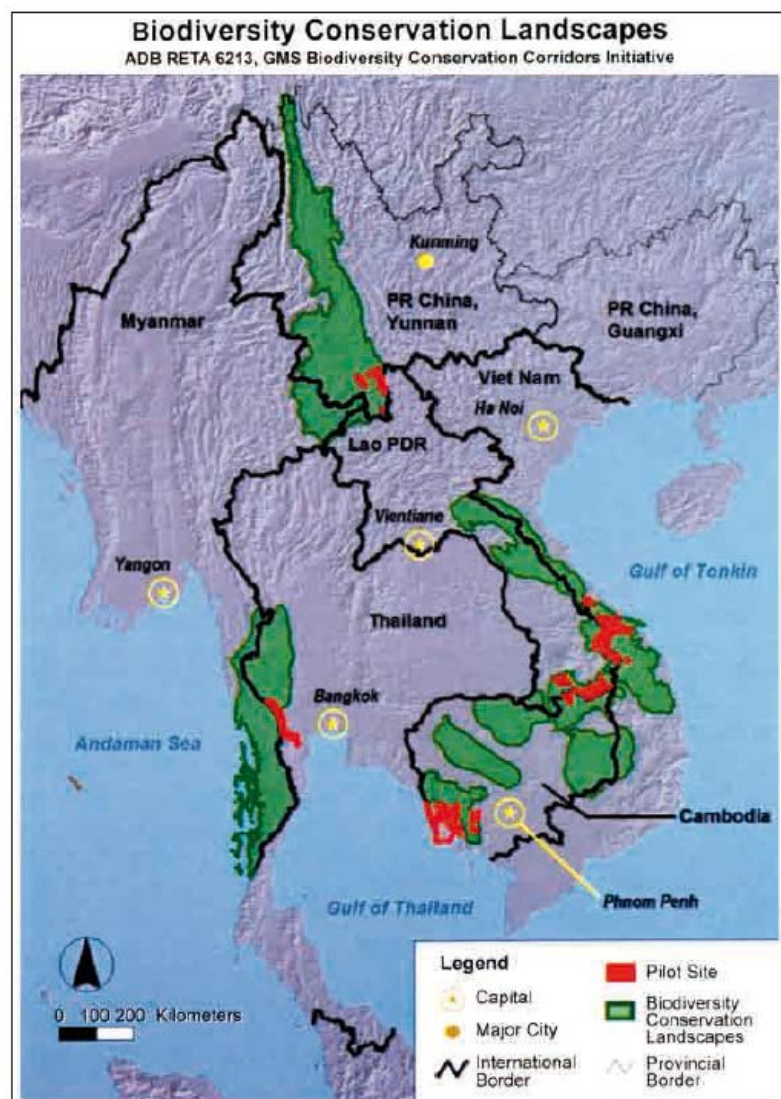 Biodiversity Conservation Landscapes
ADB RETA 6213, GMS Biodiversity Conservation Corridors Initiative
Kunming
PR China,
Yunnan
PR China,
Guangxi
Myanmar
Viet Nam
Ha Noi
Lao PDR
Vientiane
Gulf of Tonkin
Yangon
Thailand
Bangkok
Andaman Sea
Cambodia
Phnom Penh
Gulf of Thailand
0 100 200 Kilometers
Legend
Capital
Major City
International
Border
Pilot Site
Biodiversity
Conservation
Landscapes
Provincial
Border